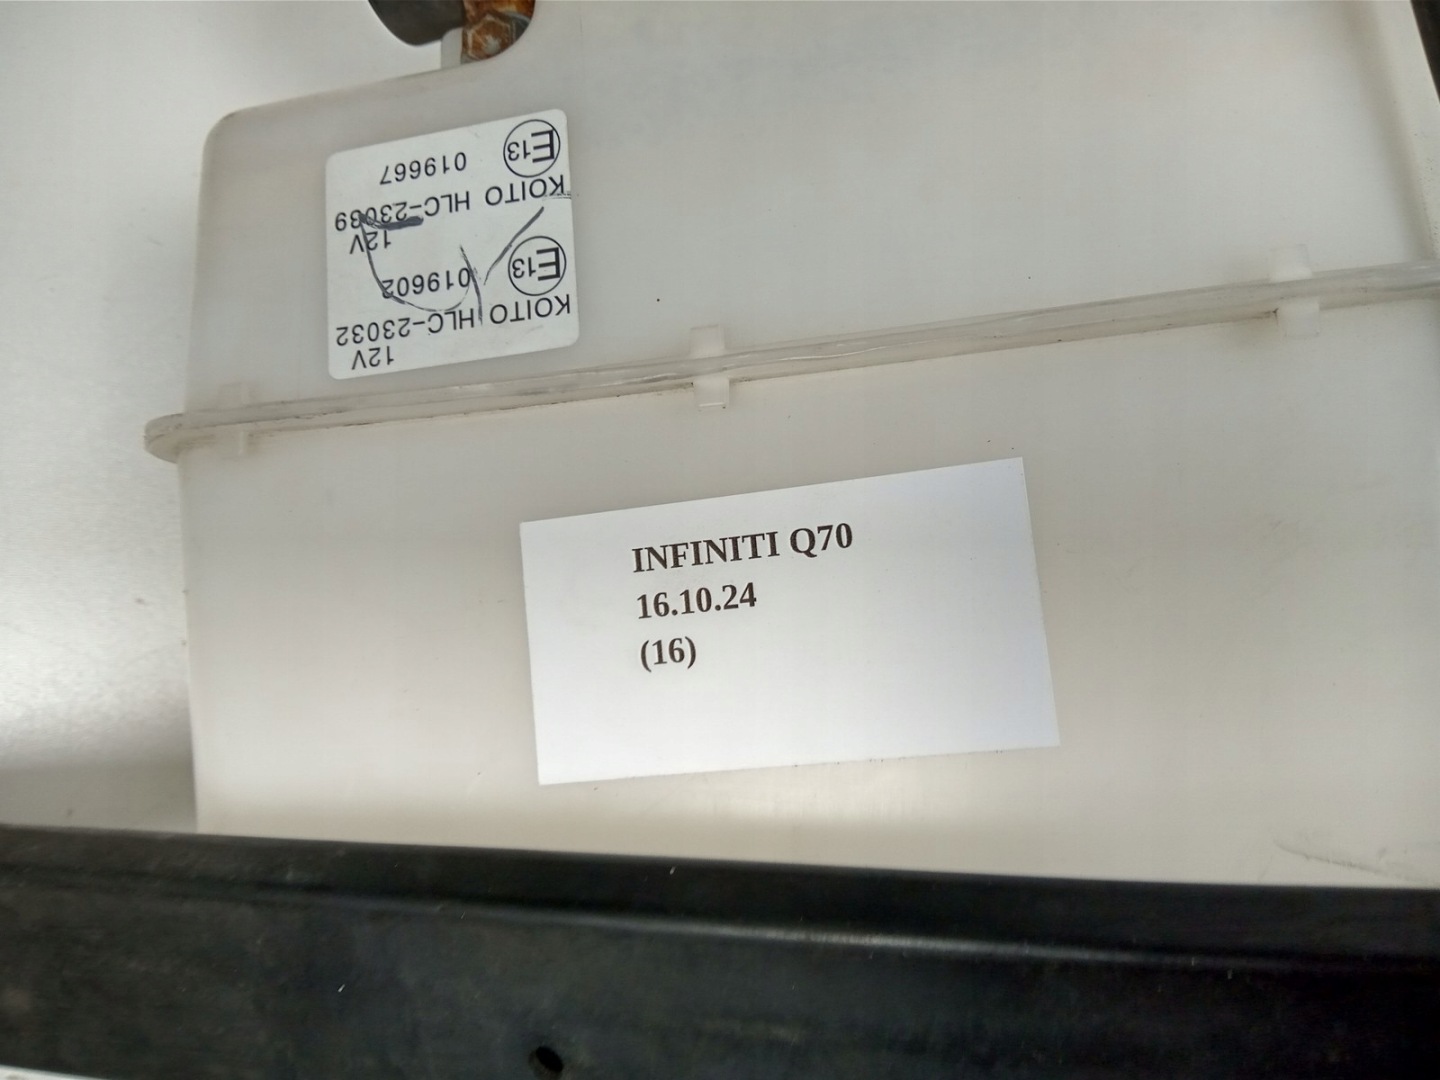 12V
KOITO HLC-23032
E13 019602
12V
KOITO HLC-23039
E13 019667
INFINITI Q70
16.10.24
(16)